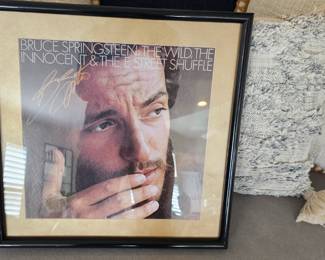 BRUCE SPRINGSTEEN: THE WILD, THE
INNOCENT & THE E STREET SHUFFLE